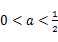 0 < a < 1/2